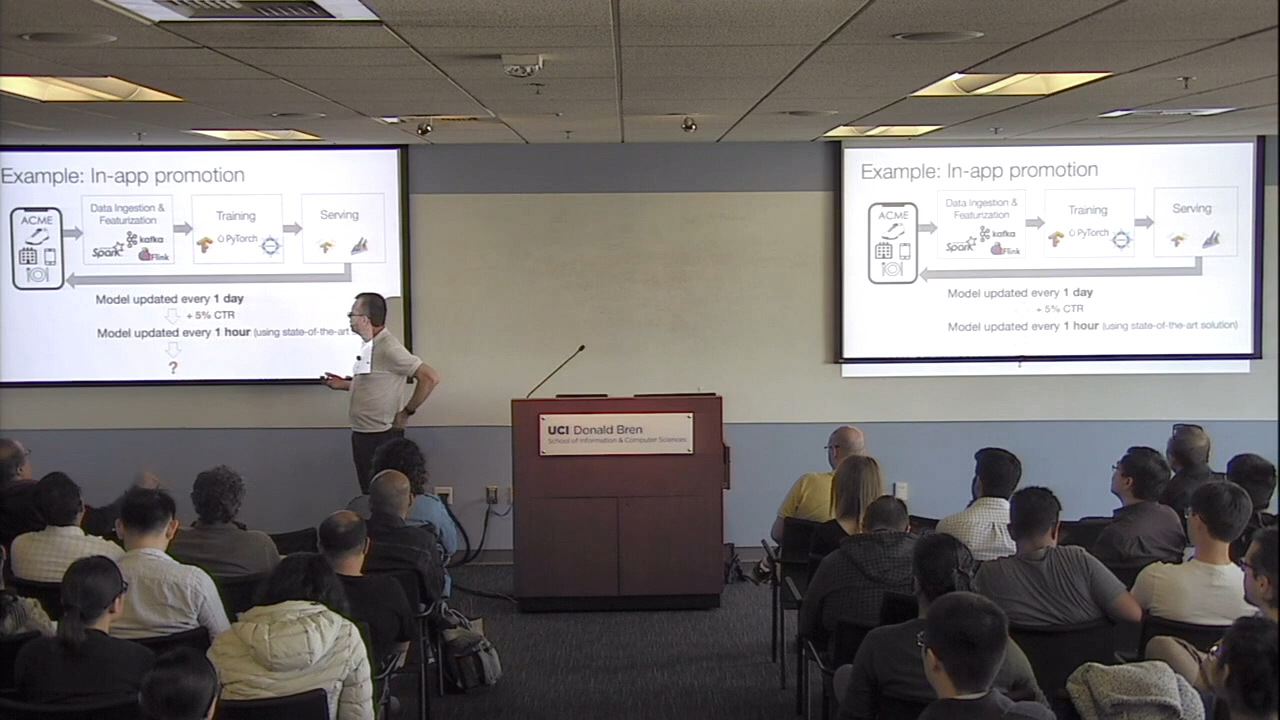 Example: In-app promotion
ACME
Data Ingestion &
Featurization
Spark
kafka
Flink
Training
PyTorch
Serving
Model updated every 1 day
+ 5% CTR
Model updated every 1 hour (using state-of-the-art
?
Example: In-app promotion
ACME
Data Ingestion &
Featurization
Spark
kafka
Flink
Training
PyTorch
Serving
Model updated every 1 day
+ 5% CTR
Model updated every 1 hour (using state-of-the-art solution)
UCI Donald Bren
School of Information & Computer Sciences